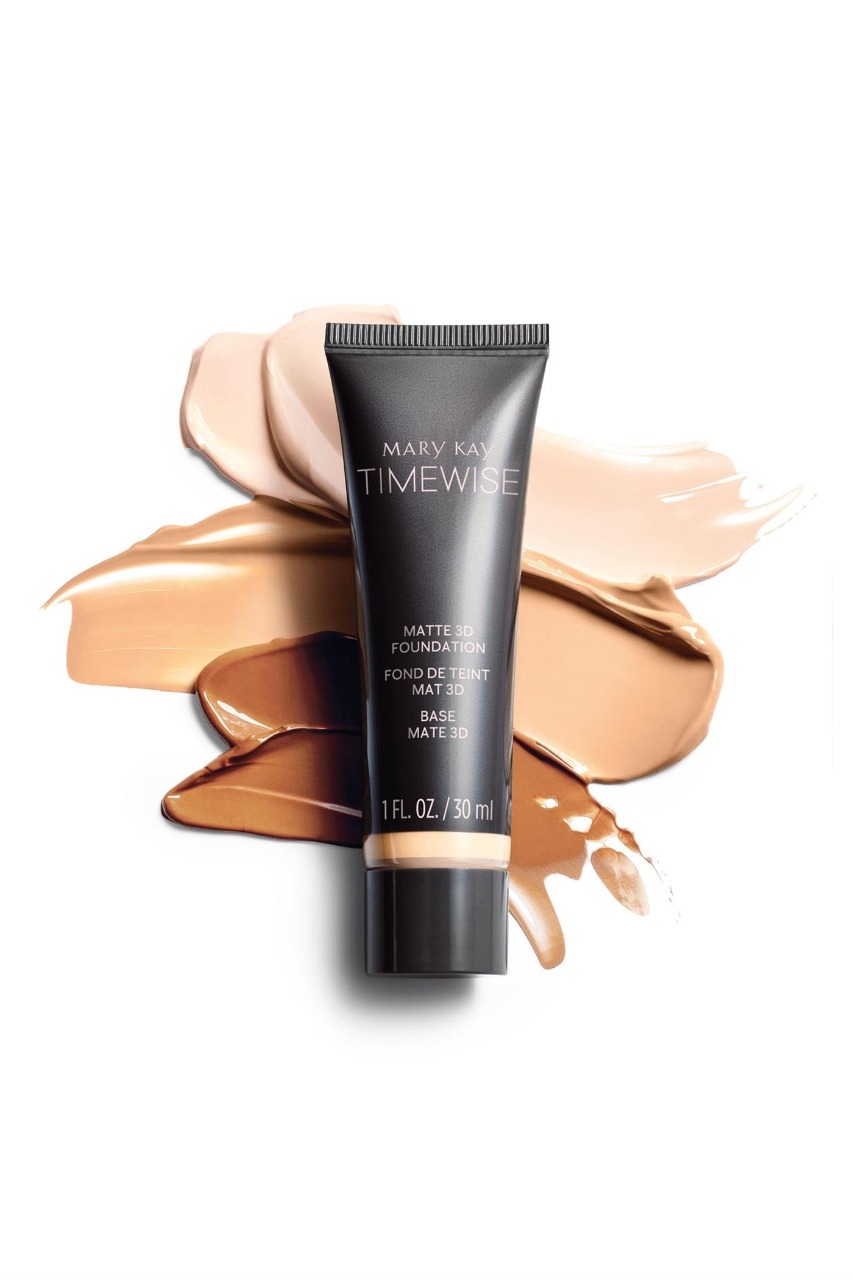 MARY KAY
TIMEWISE
MATTE 3D
FOUNDATION
FOND DE TEINT
MAT 3D
BASE
MATE 3D
1 FL. OZ. / 30 ml